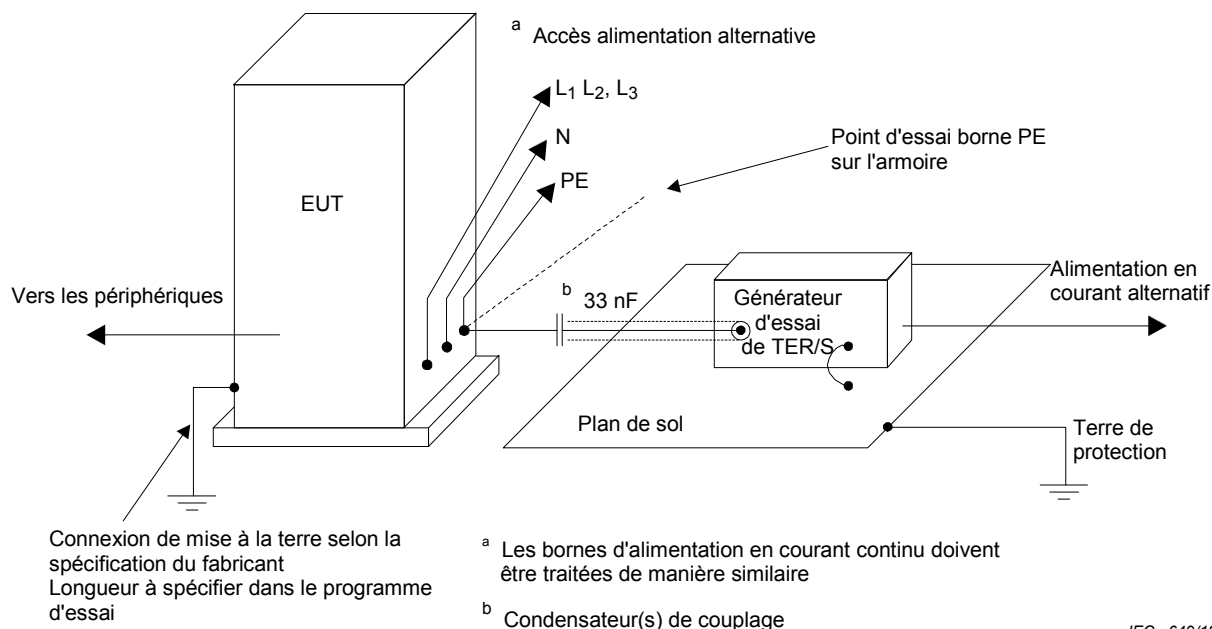 a Accès alimentation alternative
L1 L2, L3
N
PE
Point d'essai borne PE
sur l'armoire
EUT
Vers les périphériques
b 33 nF
Générateur
d'essai
de TER/S
Alimentation en
courant alternatif
Plan de sol
Terre de
protection
Connexion de mise à la terre selon la
spécification du fabricant
Longueur à spécifier dans le programme
d'essai
a Les bornes d'alimentation en courant continu doivent
être traitées de manière similaire
b Condensateur(s) de couplage